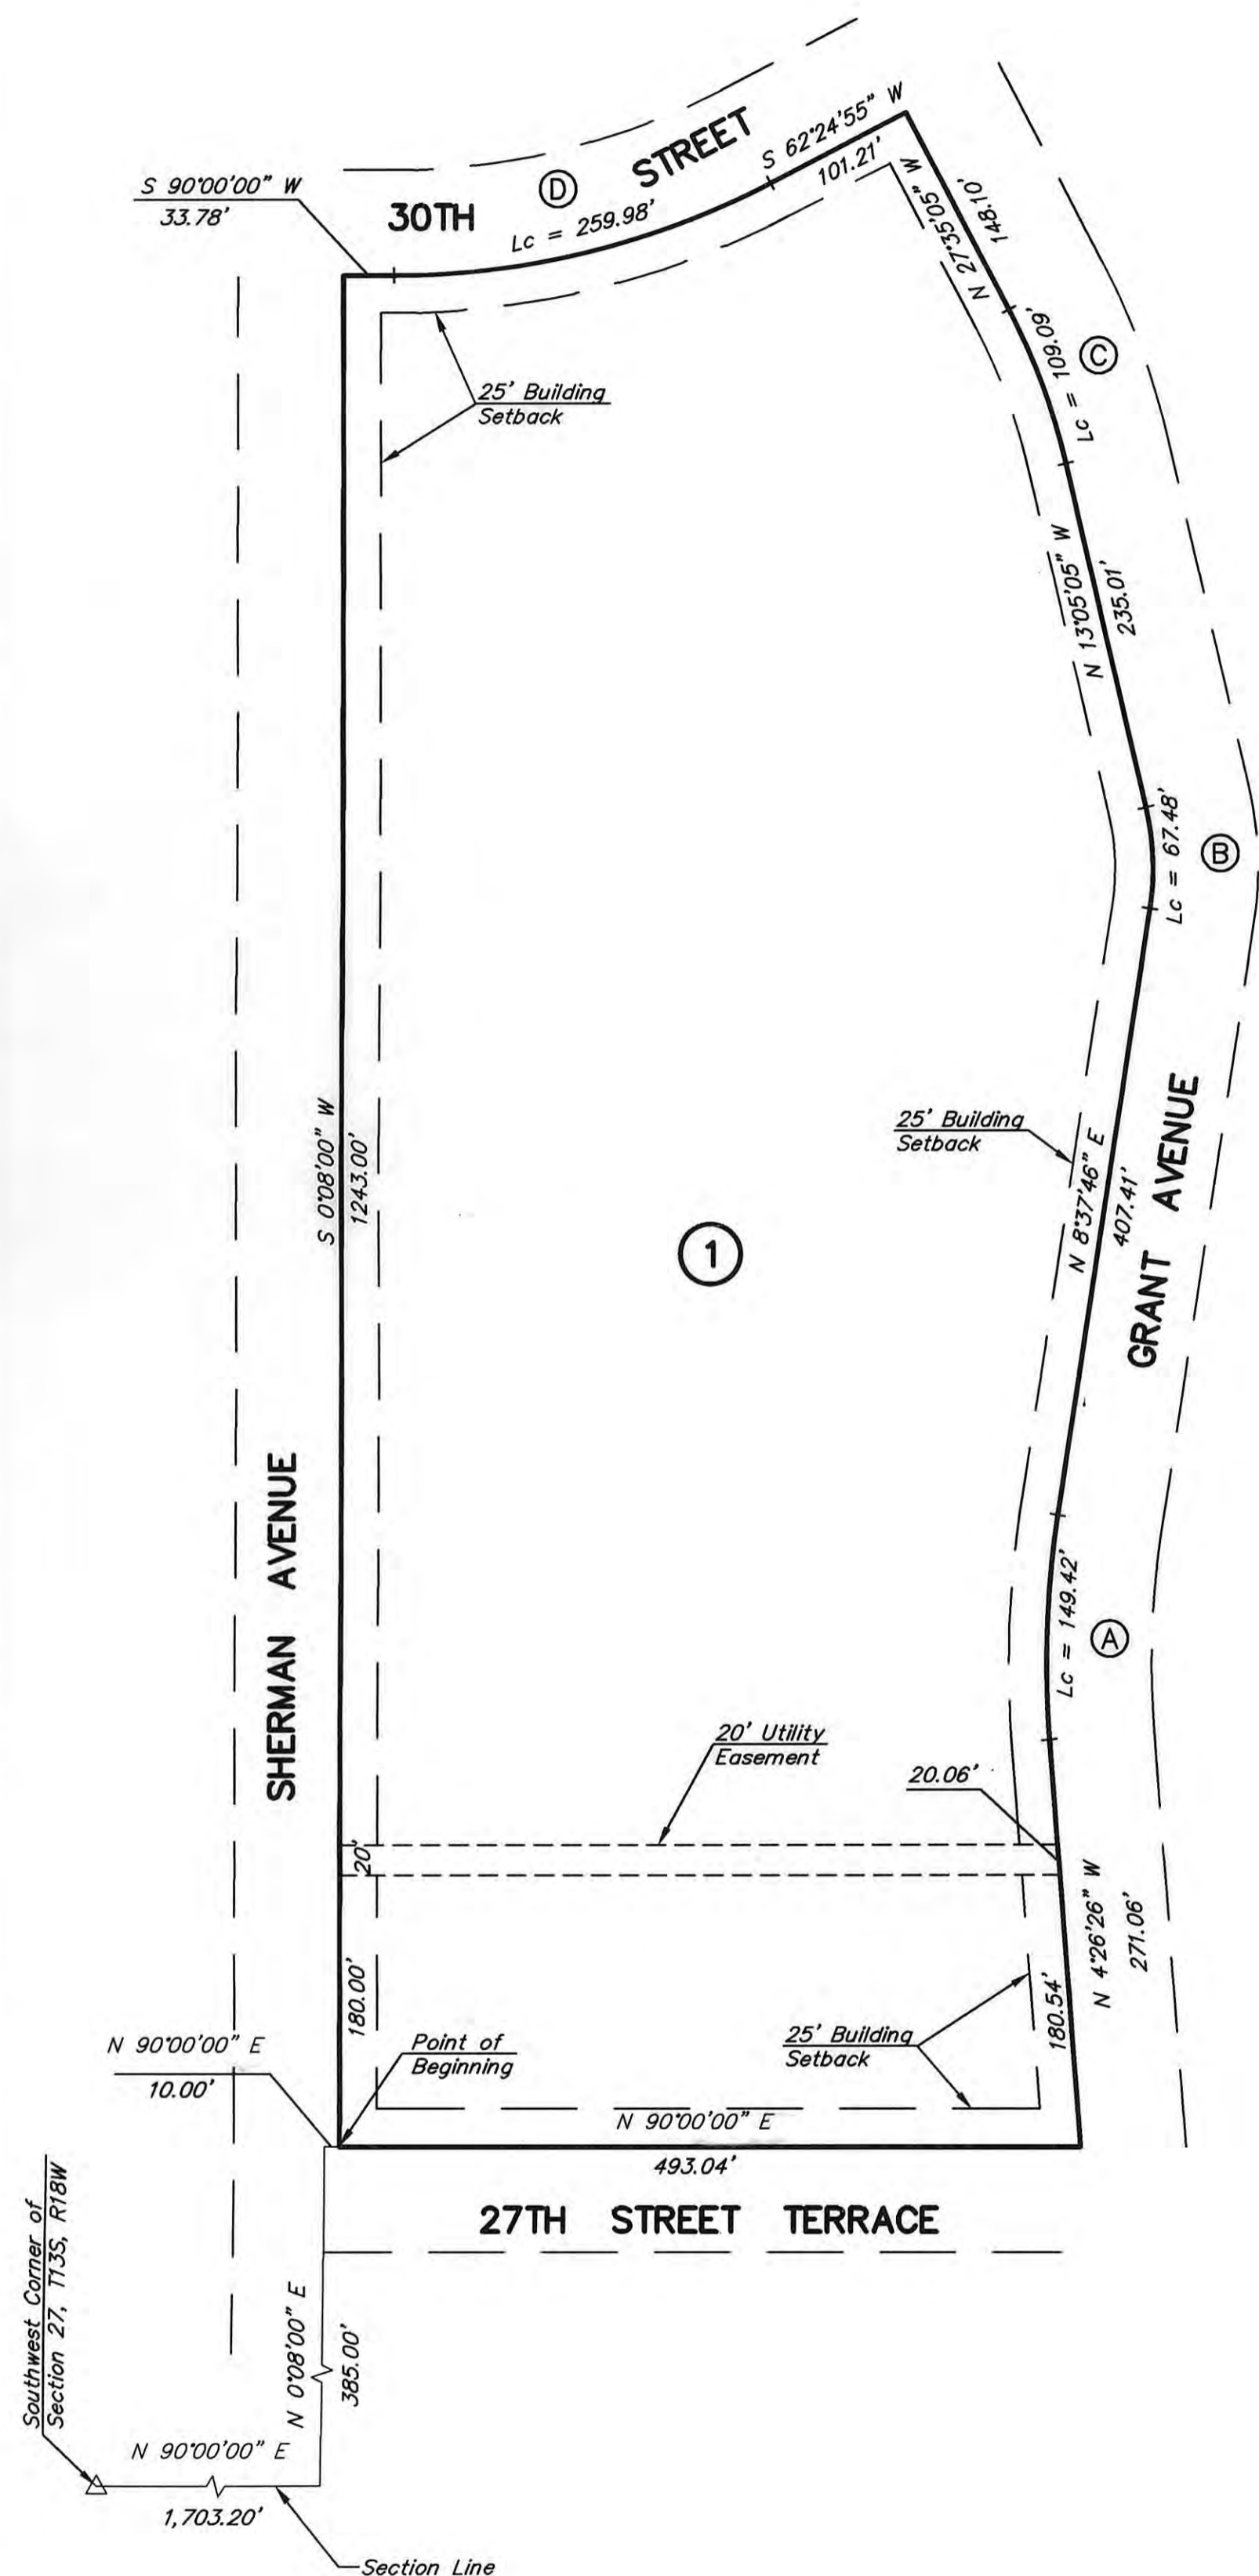 S 90°00'00" W
33.78'
30TH STREET
D
Lc = 259.98'
S 62°24'55" W
101.21'
N 27°35'05" W
148.10'
Lc = 109.09'
C
25' Building
Setback
N 13°05'05" W
235.01'
Lc = 67.48'
B
S 0°08'00" W
1243.00'
25' Building
Setback
N 8°37'46" E
407.41'
GRANT AVENUE
1
SHERMAN AVENUE
Lc = 149.42'
A
20' Utility
Easement
20.06'
20'
N 4°26'26" W
271.06'
180.00'
180.54'
N 90°00'00" E
10.00'
Point of
Beginning
25' Building
Setback
N 90°00'00" E
493.04'
27TH STREET TERRACE
Southwest Corner of
Section 27, T13S, R18W
N 0°08'00" E
385.00'
N 90°00'00" E
1,703.20'
Section Line